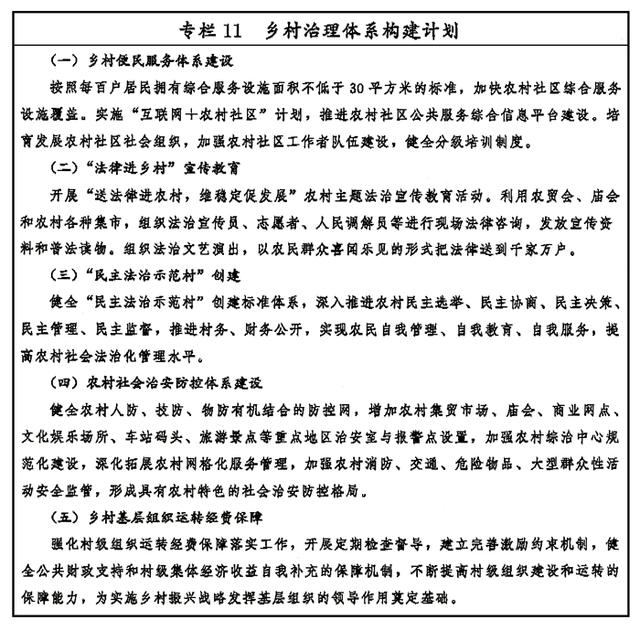 专栏 11 乡村治理体系构建计划
（一）乡村便民服务体系建设
按照每百户居民拥有综合服务设施面积不低于 30 平方米的标准，加快农村社区综合服务
设施覆盖。实施“互联网＋农村社区”计划，推进农村社区公共服务综合信息平台建设。培
育发展农村社区社会组织，加强农村社区工作者队伍建设，健全分级培训制度。
（二）“法律进乡村”宣传教育
开展“送法律进农村，维稳定促发展”农村主题法治宣传教育活动。利用农贸会、庙会
和农村各种集市，组织法治宣传员、志愿者、人民调解员等进行现场法律咨询，发放宣传资
料和普法读物。组织法治文艺演出，以农民群众喜闻乐见的形式把法律送到千家万户。
（三）“民主法治示范村”创建
健全“民主法治示范村”创建标准体系，深入推进农村民主选举、民主协商、民主决策、
民主管理、民主监督，推进村务、财务公开，实现农民自我管理、自我教育、自我服务，提
高农村社会法治化管理水平。
（四）农村社会治安防控体系建设
健全农村人防、技防、物防有机结合的防控网，增加农村集贸市场、庙会、商业网点、
文化娱乐场所、车站码头、旅游景点等重点地区治安室与报警点设置，加强农村综治中心规
范化建设，深化拓展农村网格化服务管理，加强农村消防、交通、危险物品、大型群众性活
动安全监管，形成具有农村特色的社会治安防控格局。
（五）乡村基层组织运转经费保障
强化村级组织运转经费保障落实工作，开展定期检查督导，建立完善激励约束机制，健
全公共财政支持和村级集体经济收益自我补充的保障机制，不断提高村级组织建设和运转的
保障能力，为实施乡村振兴战略发挥基层组织的领导作用奠定基础。